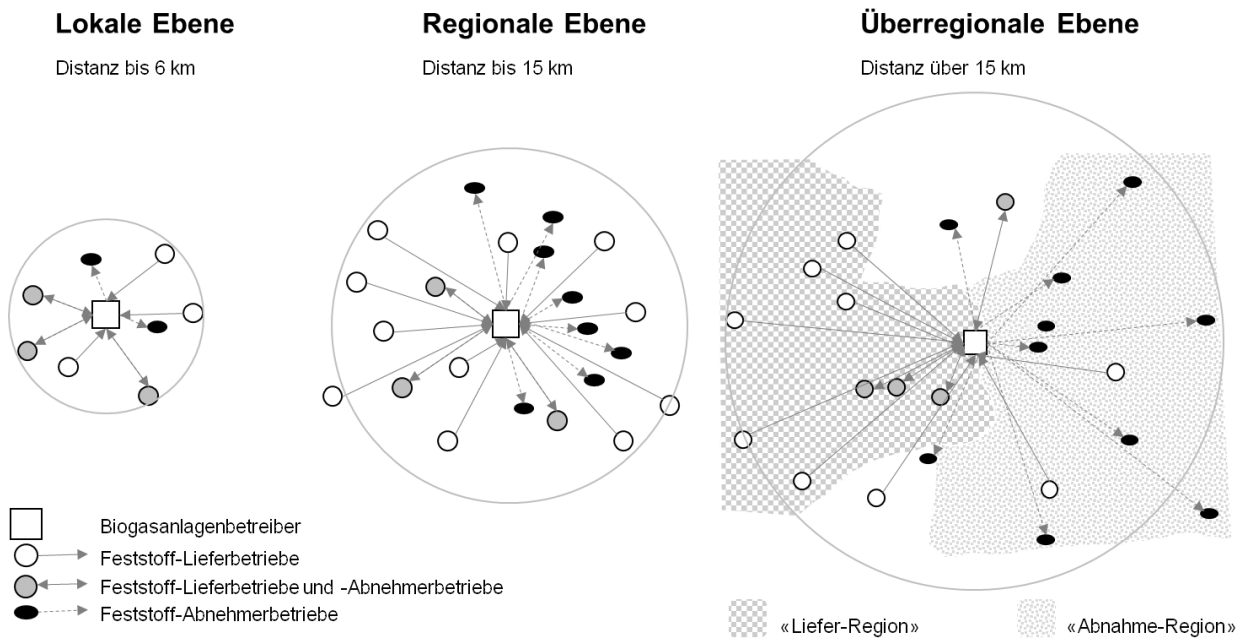 Lokale Ebene
Distanz bis 6 km
Regionale Ebene
Distanz bis 15 km
Überregionale Ebene
Distanz über 15 km
Biogasanlagenbetreiber
Feststoff-Lieferbetriebe
Feststoff-Lieferbetriebe und -Abnehmerbetriebe
Feststoff-Abnehmerbetriebe
«Liefer-Region»
«Abnahme-Region»